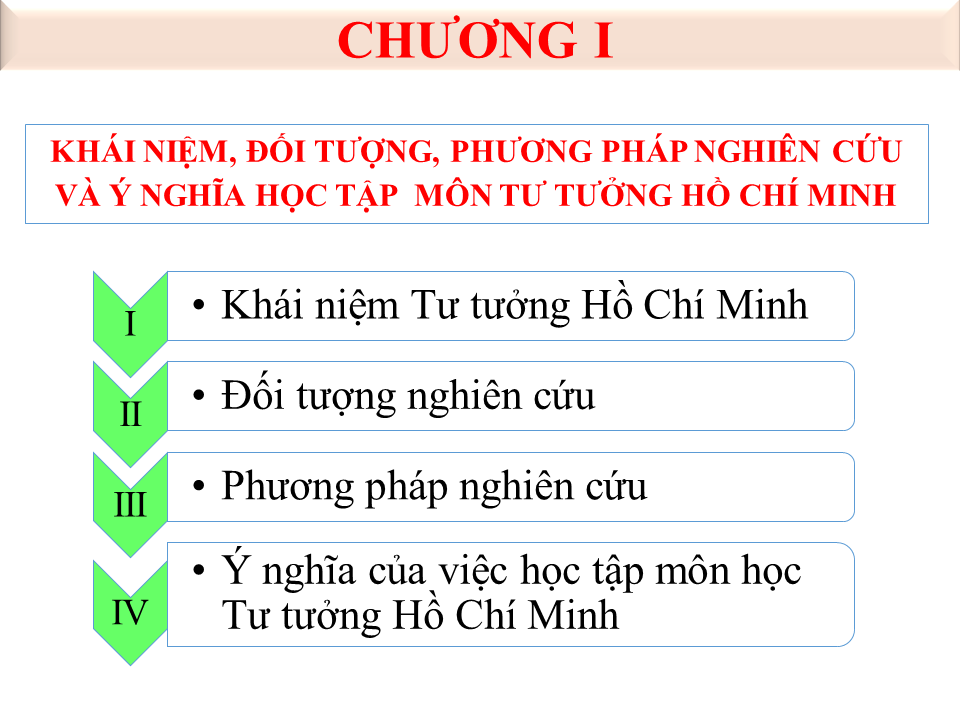 CHƯƠNG I
KHÁI NIỆM, ĐỐI TƯỢNG, PHƯƠNG PHÁP NGHIÊN CỨU
VÀ Ý NGHĨA HỌC TẬP MÔN TƯ TƯỞNG HỒ CHÍ MINH
I
• Khái niệm Tư tưởng Hồ Chí Minh
II
• Đối tượng nghiên cứu
III
• Phương pháp nghiên cứu
IV
• Ý nghĩa của việc học tập môn học
Tư tưởng Hồ Chí Minh